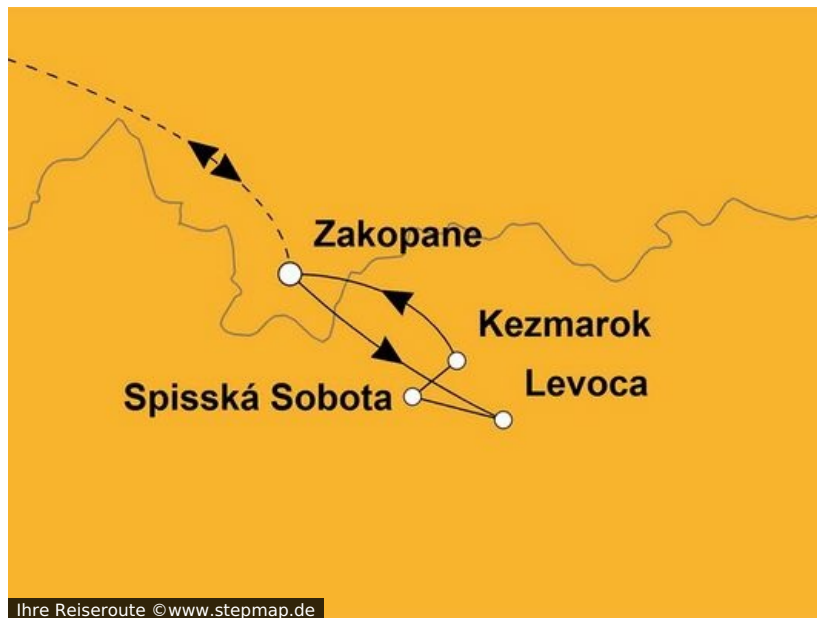 Zakopane
Kezmarok
Levoca
Spisská Sobota
Ihre Reiseroute ©www.stepmap.de